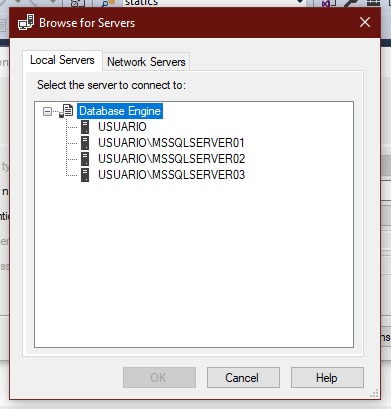 statics
Browse for Servers
Local Servers
Network Servers
Select the server to connect to:
Database Engine
USUARIO
USUARIO\MSSQLSERVER01
USUARIO\MSSQLSERVER02
USUARIO\MSSQLSERVER03
OK
Cancel
Help